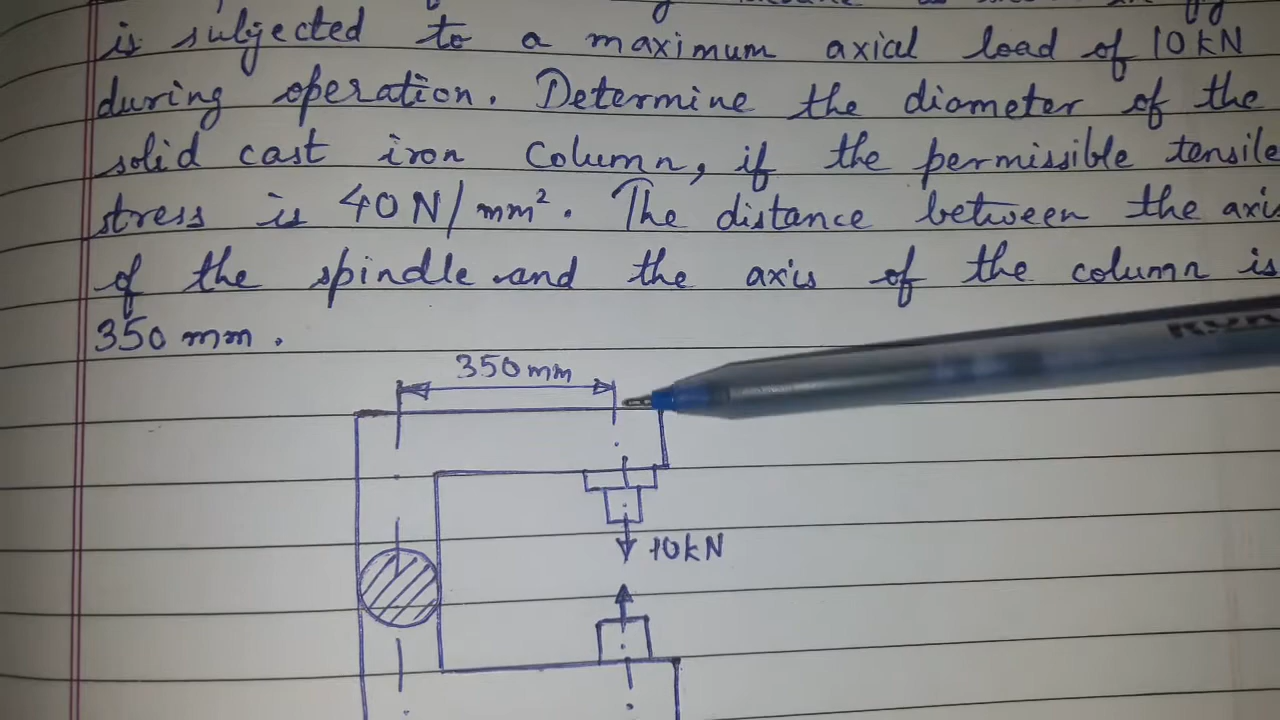 is subjected to a maximum axial load of 10 kN
during operation. Determine the diameter of the
solid cast iron column, if the permissible tensile
stress is 40 N/mm². The distance between the axis
of the spindle and the axis of the column is
350 mm.
350 mm
10 kN